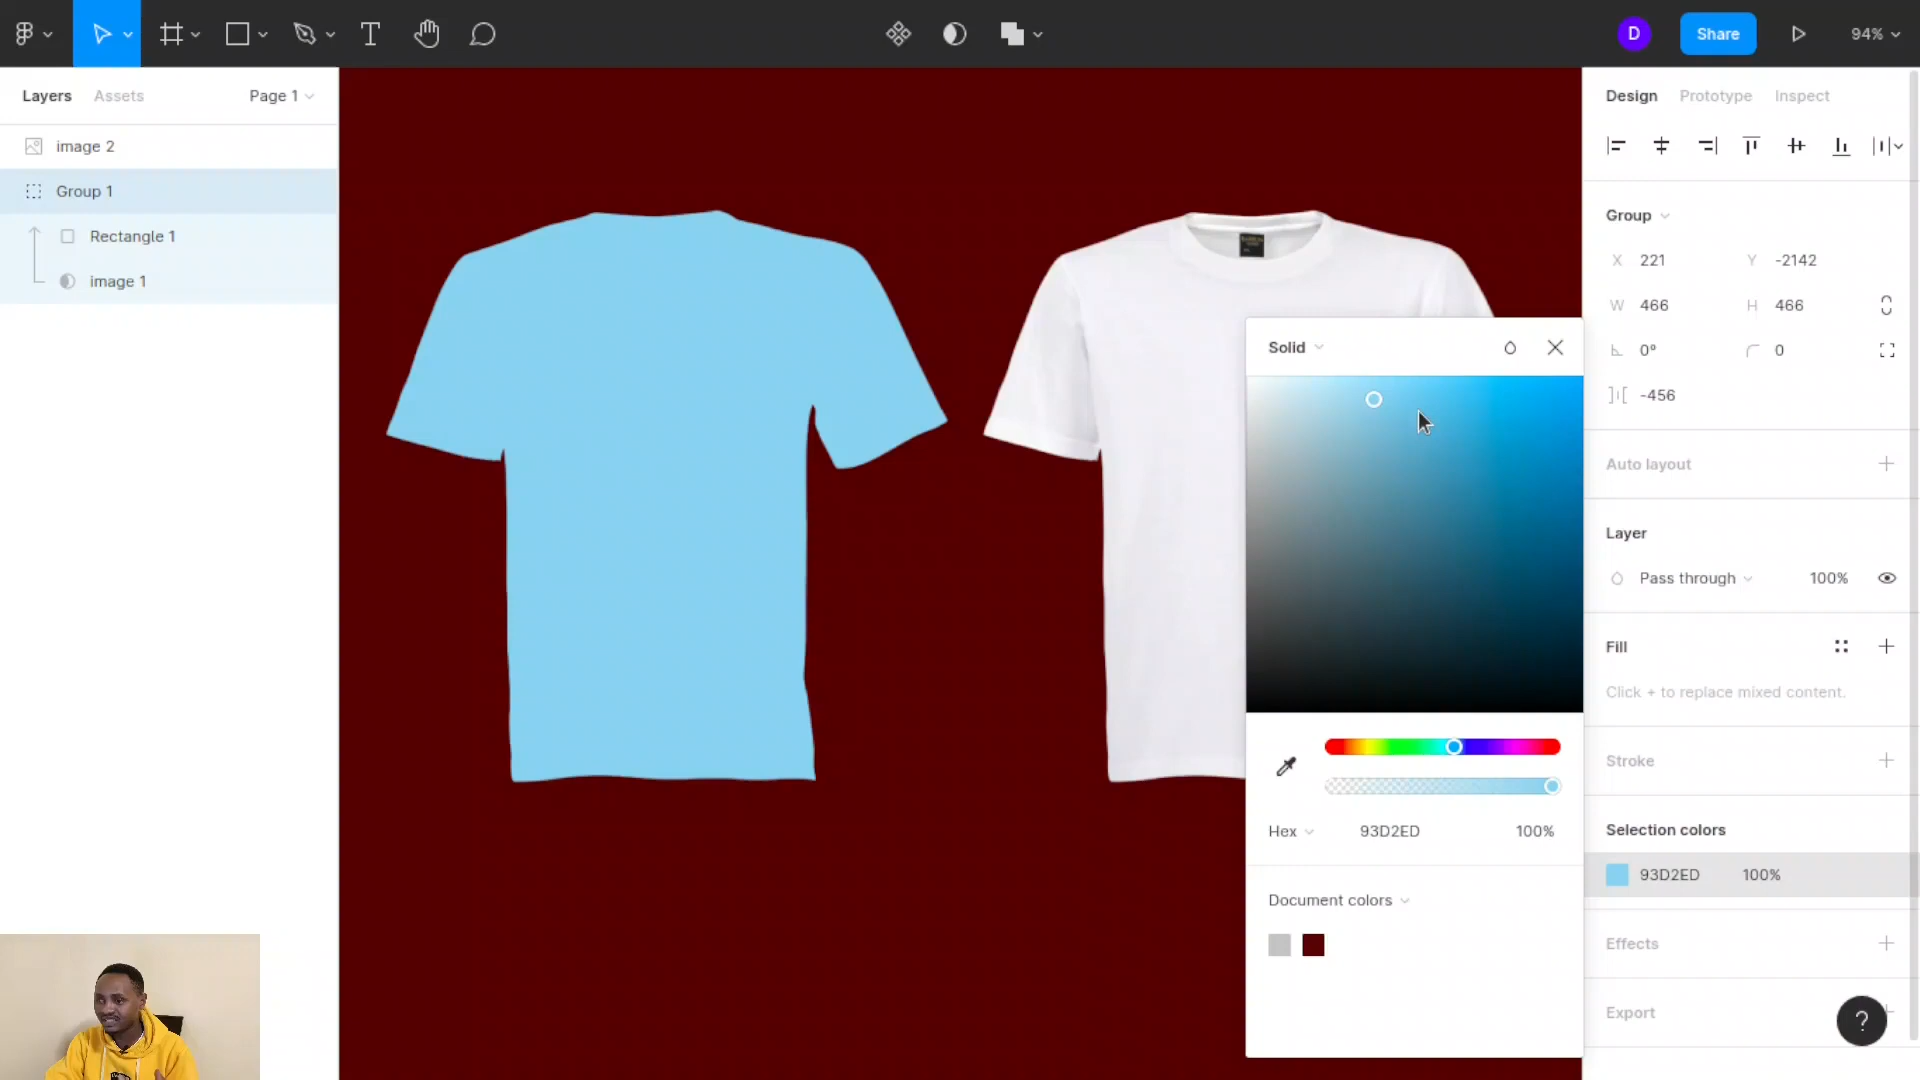 D
Share
94%
Layers
Assets
Page 1
image 2
Group 1
Rectangle 1
image 1
Solid
Hex
93D2ED
100%
Document colors
Design
Prototype
Inspect
Group
X 221
Y -2142
W 466
H 466
0°
0
-456
Auto layout
Layer
Pass through
100%
Fill
Click + to replace mixed content.
Stroke
Selection colors
93D2ED
100%
Effects
Export
?